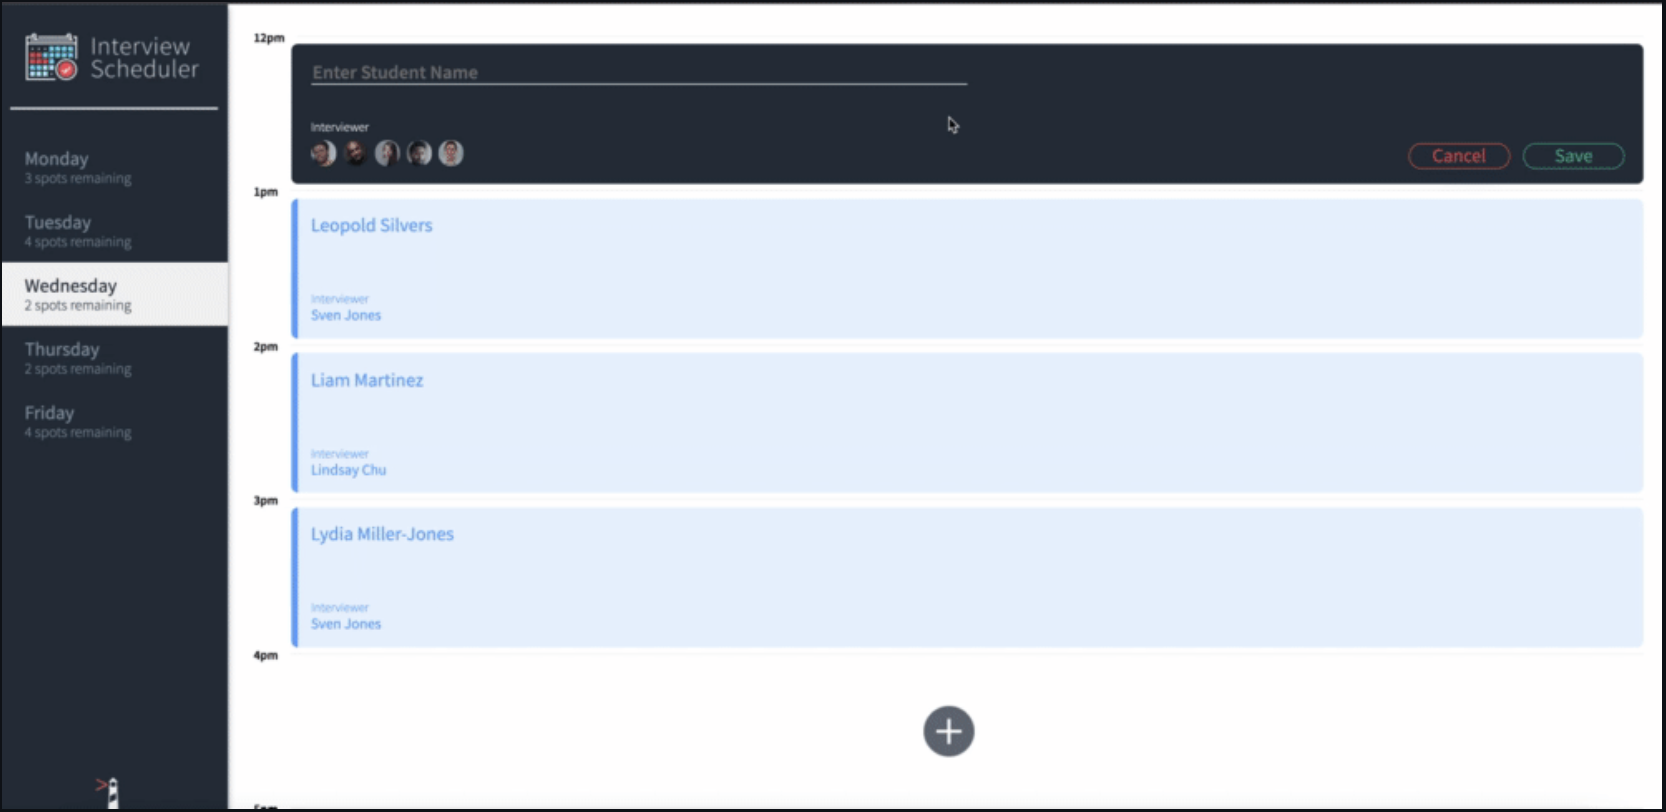 Interview
Scheduler
Monday
3 spots remaining
Tuesday
4 spots remaining
Wednesday
2 spots remaining
Thursday
2 spots remaining
Friday
4 spots remaining
12pm
Enter Student Name
Interviewer
Cancel
Save
1pm
Leopold Silvers
Interviewer
Sven Jones
2pm
Liam Martinez
Interviewer
Lindsay Chu
3pm
Lydia Miller-Jones
Interviewer
Sven Jones
4pm